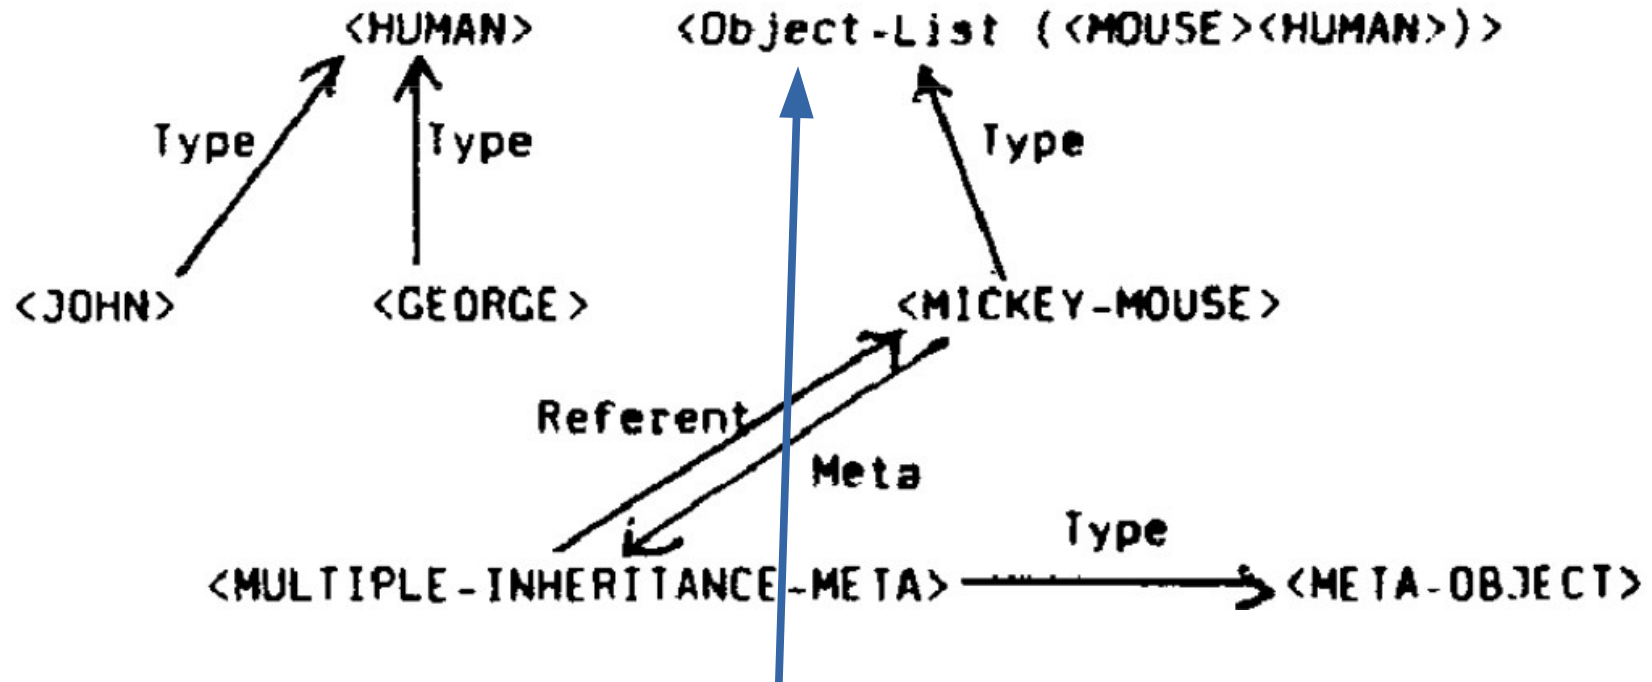 <HUMAN> <Object-List (<MOUSE><HUMAN>)>
Type Type Type
<JOHN> <GEORGE> <MICKEY-MOUSE>
Referent
Meta
Type
<MULTIPLE-INHERITANCE-META> <META-OBJECT>